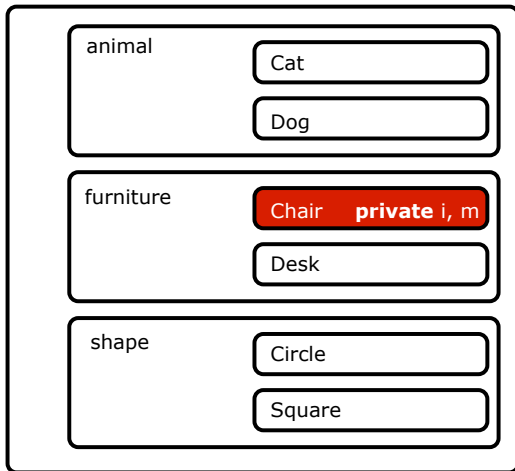 animal
Cat
Dog
furniture
Chair private i, m
Desk
shape
Circle
Square